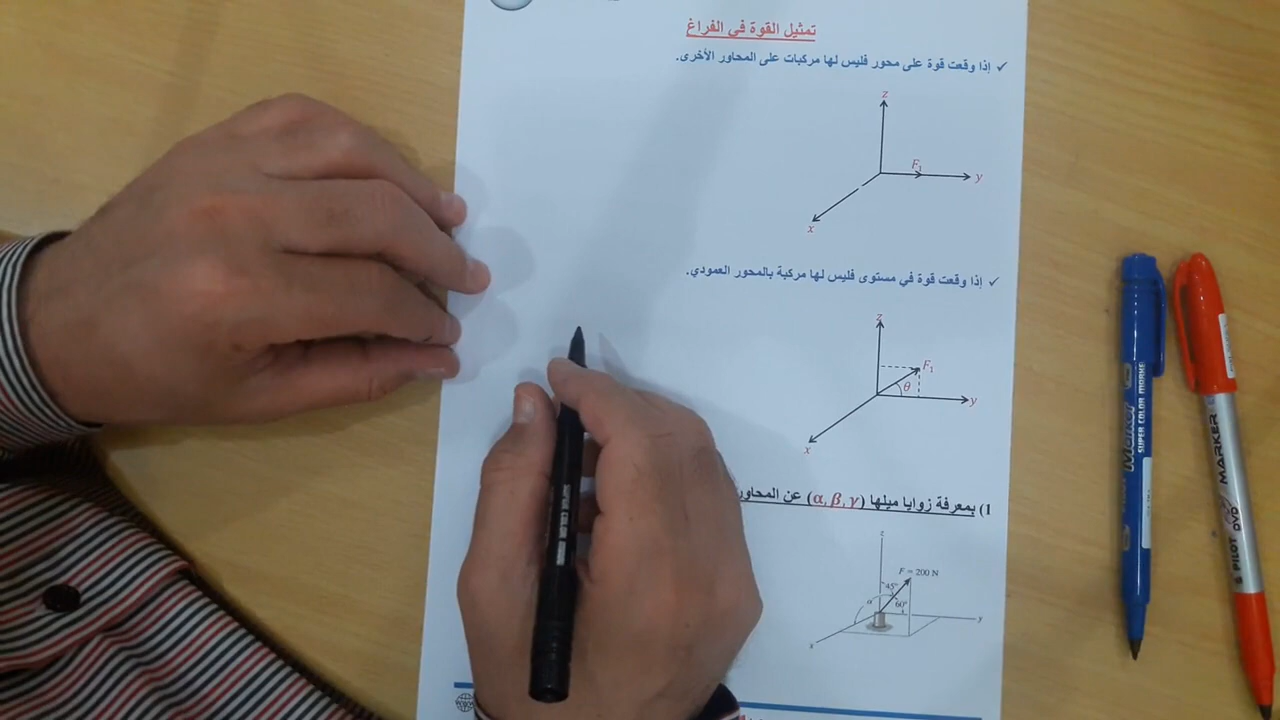 تمثيل القوة في الفراغ
✓ إذا وقعت قوة على محور فليس لها مركبات على المحاور الأخرى.
z
F₁
y
x
✓ إذا وقعت قوة في مستوى فليس لها مركبة بالمحور العمودي.
z
F₁
θ
y
x
1) بمعرفة زوايا ميلها (α, β, γ) عن المحاور
z
F = 200 N
45°
α
60°
y
x
Marker
SUPER COLOR MARKER
PILOT DVD MARKER